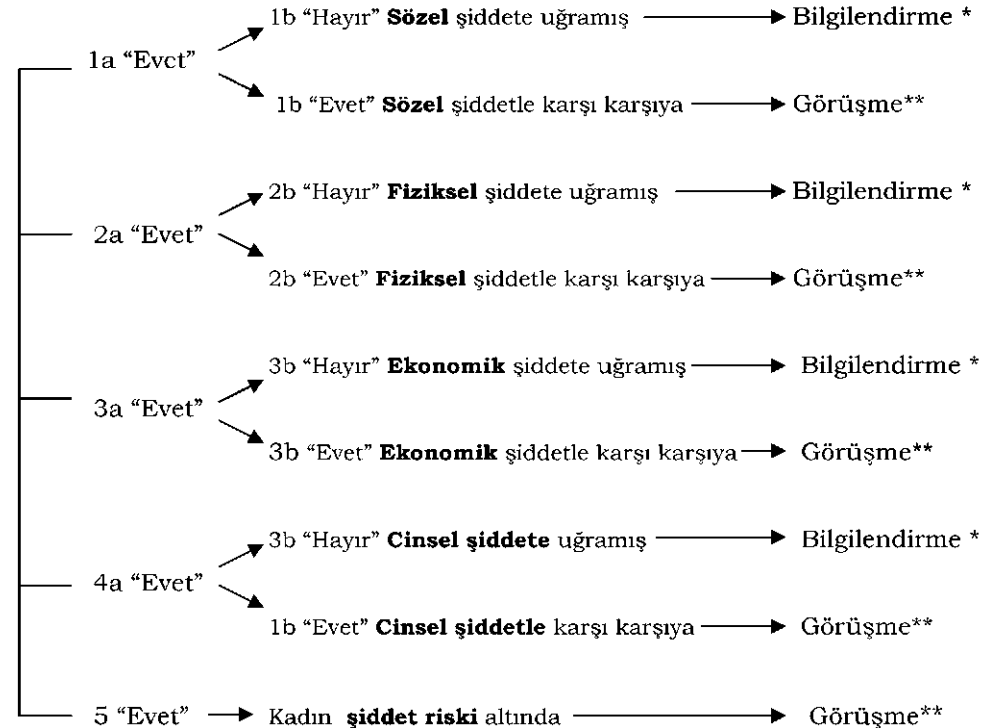 1b “Hayır” Sözel şiddete uğramış Bilgilendirme *
1a “Evet”
1b “Evet” Sözel şiddetle karşı karşıya Görüşme**
2b “Hayır” Fiziksel şiddete uğramış Bilgilendirme *
2a “Evet”
2b “Evet” Fiziksel şiddetle karşı karşıya Görüşme**
3b “Hayır” Ekonomik şiddete uğramış Bilgilendirme *
3a “Evet”
3b “Evet” Ekonomik şiddetle karşı karşıya Görüşme**
3b “Hayır” Cinsel şiddete uğramış Bilgilendirme *
4a “Evet”
1b “Evet” Cinsel şiddetle karşı karşıya Görüşme**
5 “Evet” Kadın şiddet riski altında Görüşme**